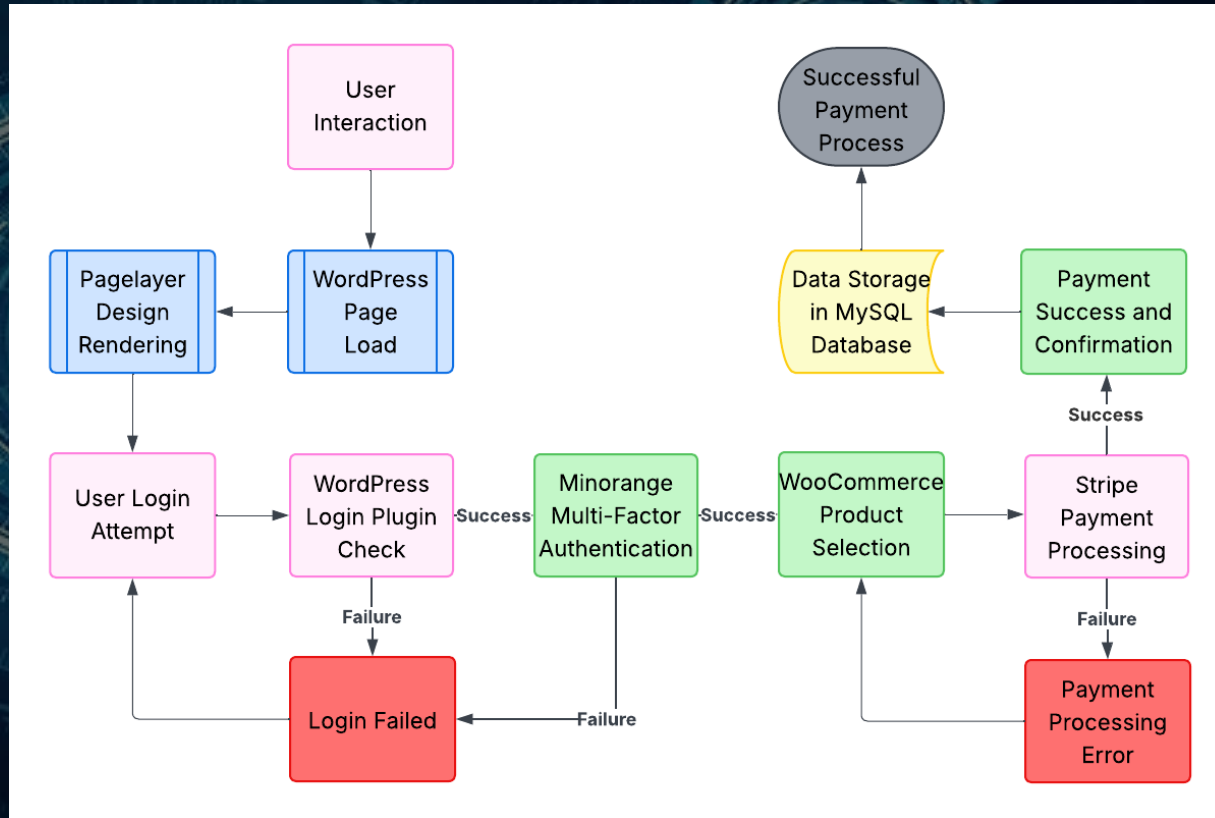 User
Interaction
Successful
Payment
Process
Pagelayer
Design
Rendering
WordPress
Page
Load
Data Storage
in MySQL
Database
Payment
Success and
Confirmation
Success
User Login
Attempt
WordPress
Login Plugin
Check
Success
Minorange
Multi-Factor
Authentication
Success
WooCommerce
Product
Selection
Stripe
Payment
Processing
Failure
Failure
Login Failed
Failure
Payment
Processing
Error